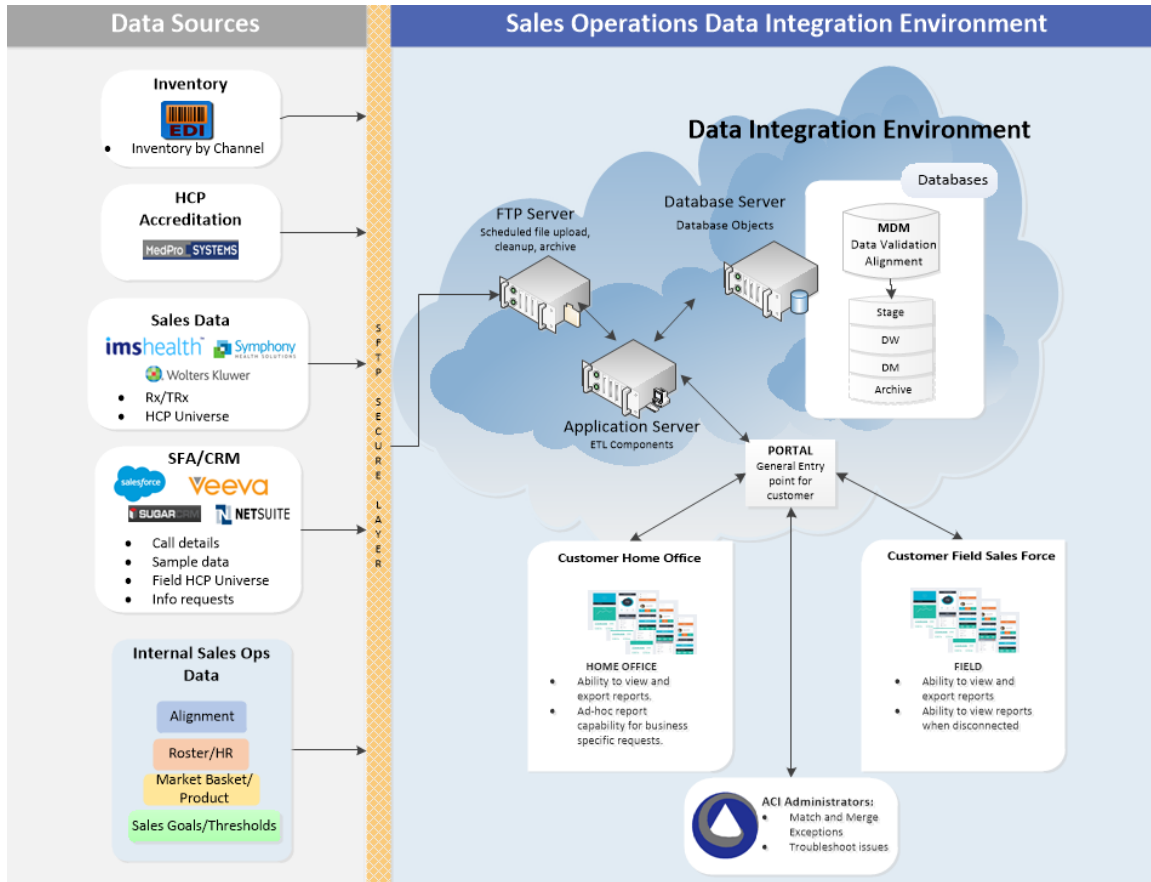 Data Sources
Sales Operations Data Integration Environment
Inventory
EDI
• Inventory by Channel
HCP
Accreditation
MedPro SYSTEMS
Sales Data
imshealth™
Symphony
HEALTH SOLUTIONS
Wolters Kluwer
• Rx/TRx
• HCP Universe
SFA/CRM
salesforce
veeva
SUGARCRM
NETSUITE
• Call details
• Sample data
• Field HCP Universe
• Info requests
Internal Sales Ops
Data
Alignment
Roster/HR
Market Basket/
Product
Sales Goals/Thresholds
SFTP SECURE LAYER
Data Integration Environment
FTP Server
Scheduled file upload,
cleanup, archive
Database Server
Database Objects
Application Server
ETL Components
Databases
MDM
Data Validation
Alignment
Stage
DW
DM
Archive
PORTAL
General Entry
point for
customer
Customer Home Office
HOME OFFICE
• Ability to view and
export reports.
• Ad-hoc report
capability for business
specific requests.
Customer Field Sales Force
FIELD
• Ability to view and
export reports
• Ability to view reports
when disconnected
ACI Administrators:
• Match and Merge
Exceptions
• Troubleshoot issues